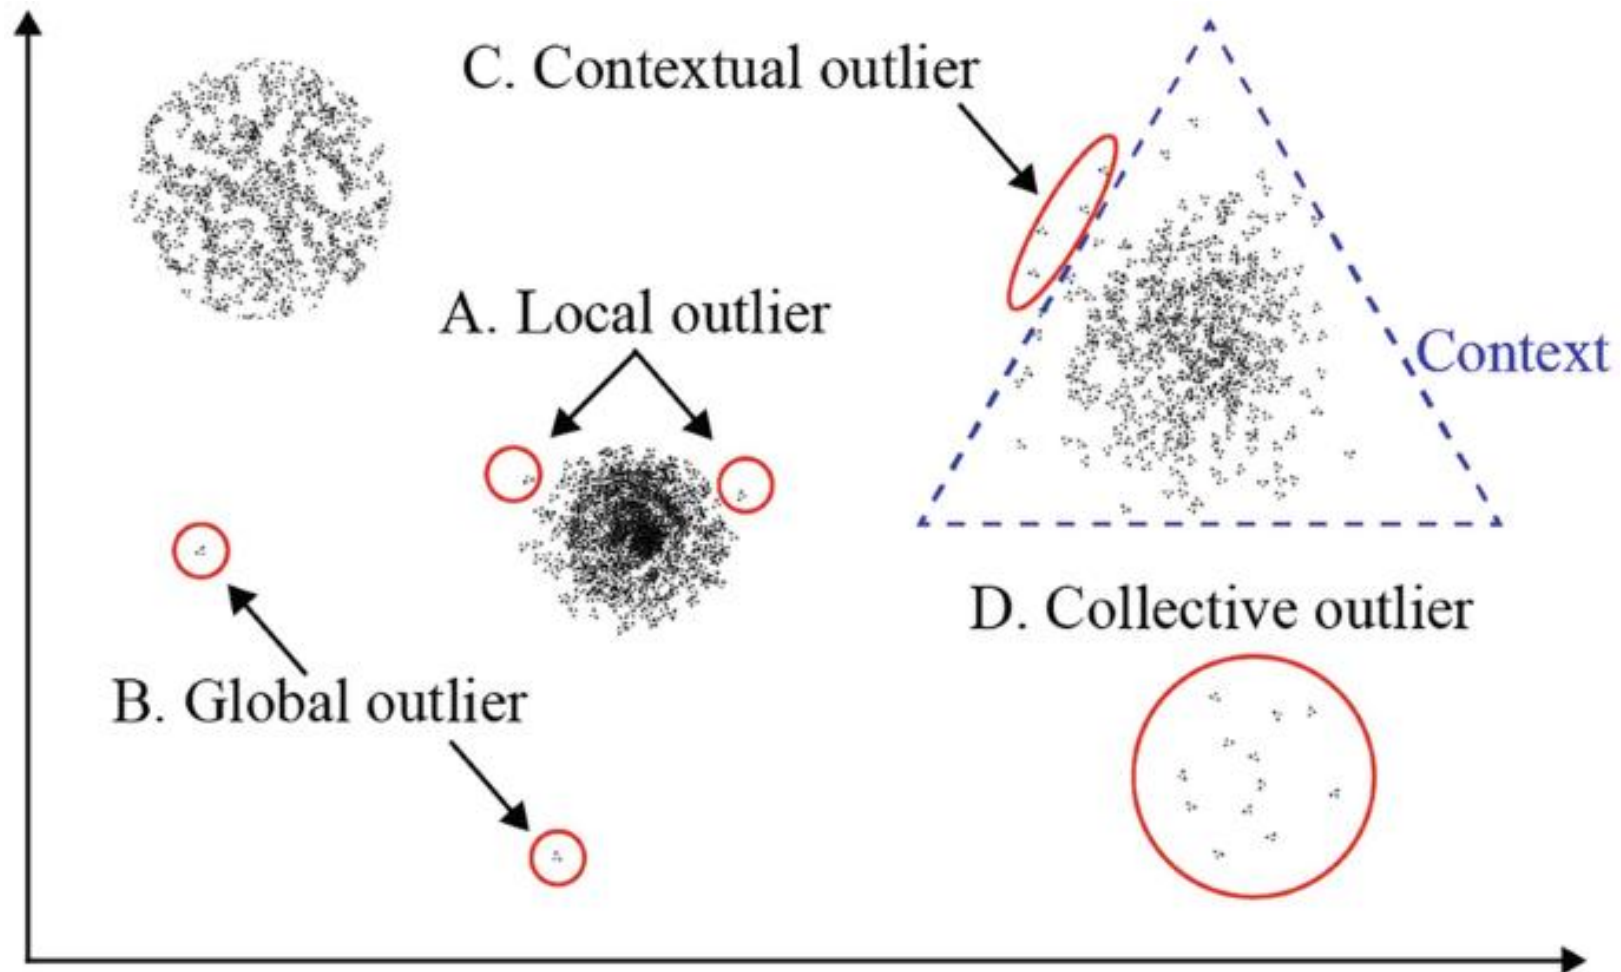 C. Contextual outlier
A. Local outlier
Context
D. Collective outlier
B. Global outlier